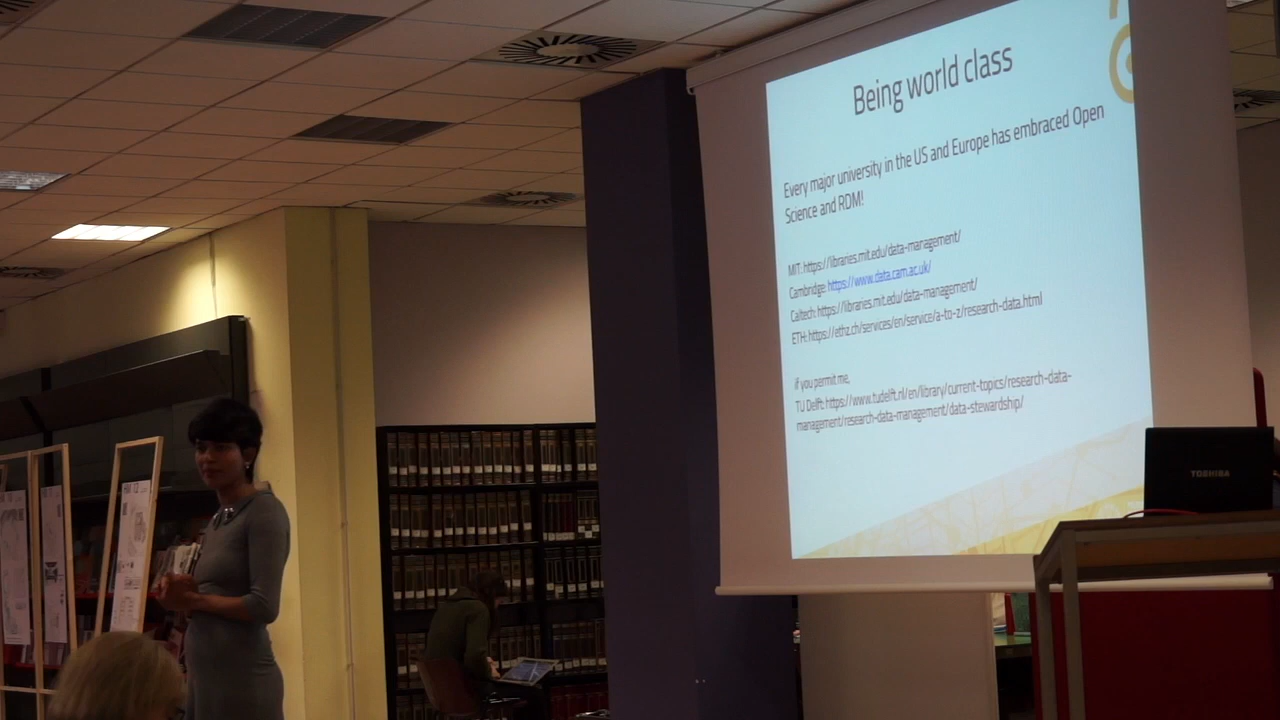 Being world class
Every major university in the US and Europe has embraced Open
Science and RDM!
MIT: https://libraries.mit.edu/data-management/
Cambridge: https://www.data.cam.ac.uk/
Caltech: https://libraries.mit.edu/data-management/
ETH: https://ethz.ch/services/en/service/a-to-z/research-data.html
if you permit me,
TU Delft: https://www.tudelft.nl/en/library/current-topics/research-data-
management/research-data-management/data-stewardship/
TOSHIBA